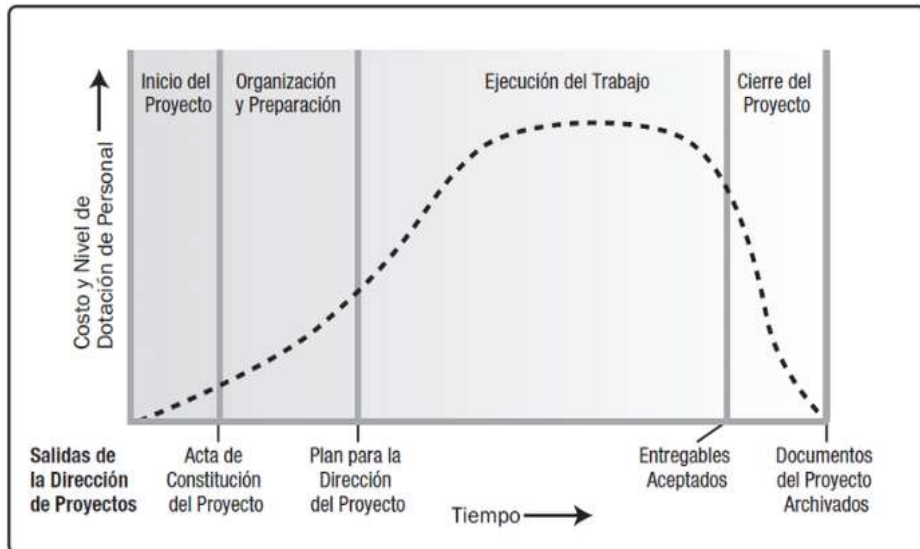 Inicio del
Proyecto
Organización
y Preparación
Ejecución del Trabajo
Cierre del
Proyecto
Costo y Nivel de
Dotación de Personal
Salidas de
la Dirección
de Proyectos
Acta de
Constitución
del Proyecto
Plan para la
Dirección
del Proyecto
Entregables
Aceptados
Documentos
del Proyecto
Archivados
Tiempo